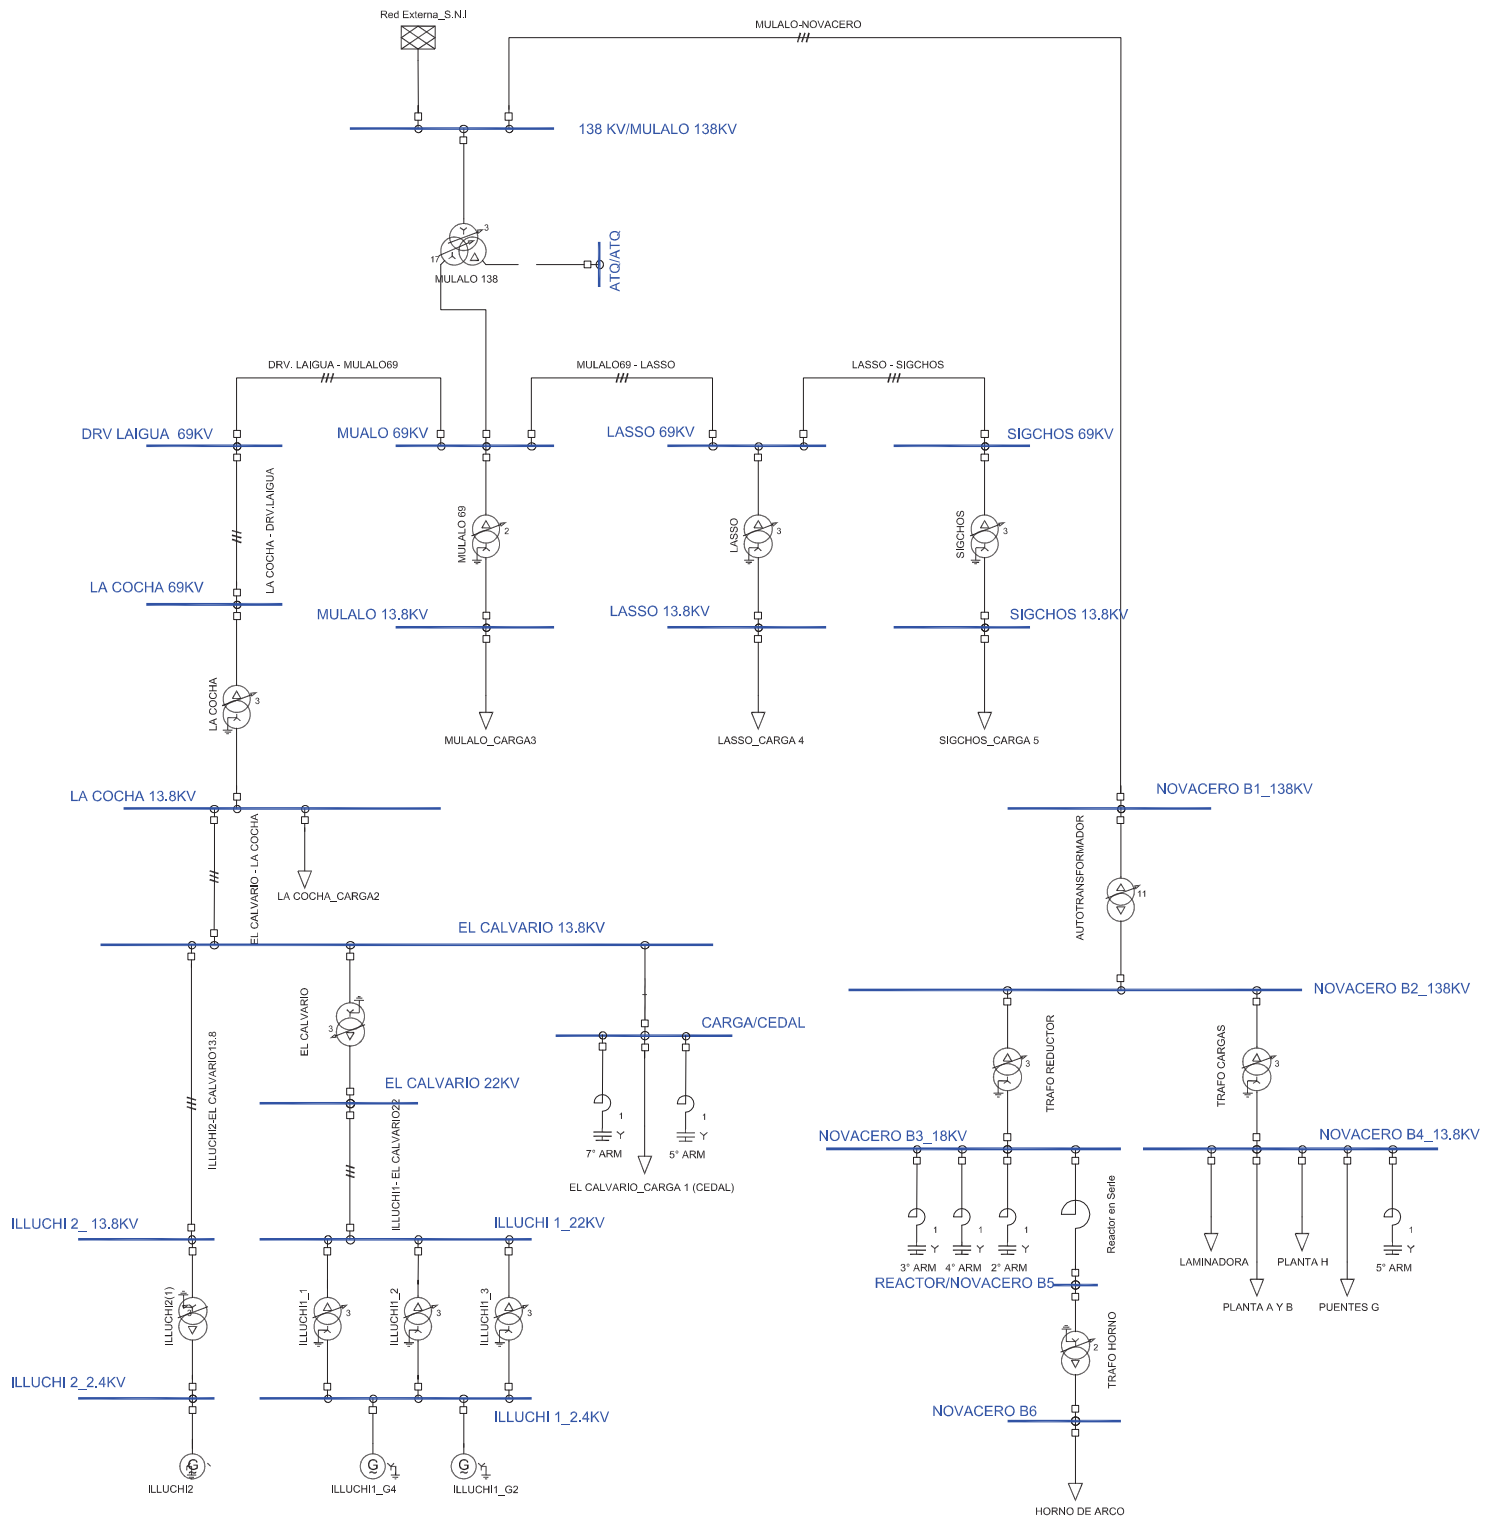 Red Externa_S.N.I
MULALO-NOVACERO
138 KV/MULALO 138KV
3
17
MULALO 138
ATQ/ATQ
DRV. LAIGUA - MULALO69
MULALO69 - LASSO
LASSO - SIGCHOS
DRV LAIGUA 69KV
MUALO 69KV
LASSO 69KV
SIGCHOS 69KV
LA COCHA - DRV.LAIGUA
MULALO 69
2
LASSO
3
SIGCHOS
3
LA COCHA 69KV
MULALO 13.8KV
LASSO 13.8KV
SIGCHOS 13.8KV
LA COCHA
3
MULALO_CARGA3
LASSO_CARGA 4
SIGCHOS_CARGA 5
LA COCHA 13.8KV
NOVACERO B1_138KV
EL CALVARIO - LA COCHA
LA COCHA_CARGA2
AUTOTRANSFORMADOR
11
EL CALVARIO 13.8KV
NOVACERO B2_138KV
ILLUCHI2-EL CALVARIO13.8
EL CALVARIO
3
CARGA/CEDAL
TRAFO REDUCTOR
3
TRAFO CARGAS
3
EL CALVARIO 22KV
1
1
7° ARM
5° ARM
NOVACERO B3_18KV
NOVACERO B4_13.8KV
ILLUCHI1- EL CALVARIO22
EL CALVARIO_CARGA 1 (CEDAL)
Reactor en Serie
ILLUCHI 2_ 13.8KV
ILLUCHI 1_22KV
1
1
1
1
3° ARM
4° ARM
2° ARM
LAMINADORA
PLANTA H
5° ARM
REACTOR/NOVACERO B5
PLANTA A Y B
PUENTES G
ILLUCHI2(1)
3
ILLUCHI1_1
3
ILLUCHI1_2
3
ILLUCHI1_3
3
2
TRAFO HORNO
ILLUCHI 2_2.4KV
ILLUCHI 1_2.4KV
NOVACERO B6
G
G
G
ILLUCHI2
ILLUCHI1_G4
ILLUCHI1_G2
HORNO DE ARCO